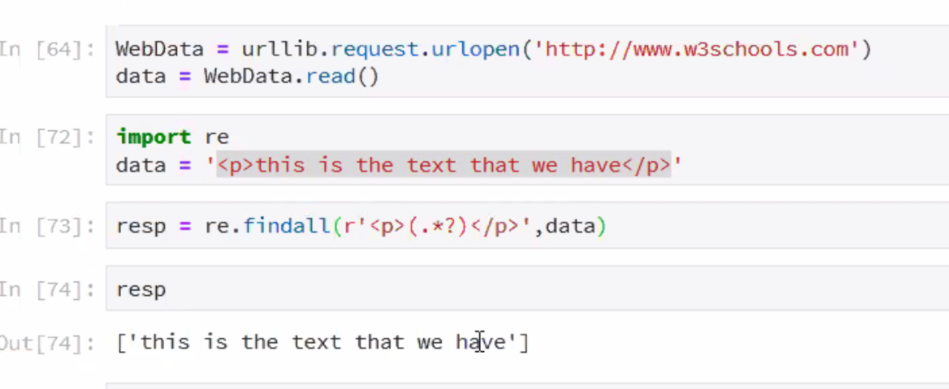 In [64]: WebData = urllib.request.urlopen('http://www.w3schools.com')
data = WebData.read()
In [72]: import re
data = '<p>this is the text that we have</p>'
In [73]: resp = re.findall(r'<p>(.*?)</p>',data)
In [74]: resp
Out[74]: ['this is the text that we have']